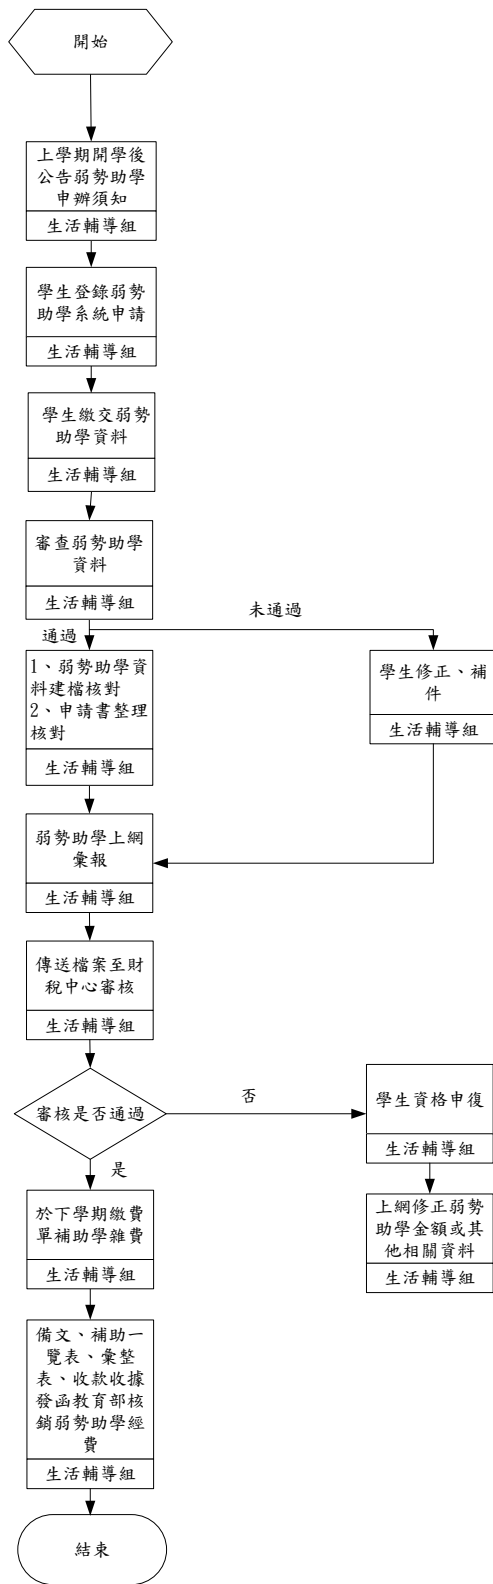 開始
上學期開學後
公告弱勢助學
申辦須知
生活輔導組
學生登錄弱勢
助學系統申請
生活輔導組
學生繳交弱勢
助學資料
生活輔導組
審查弱勢助學
資料
生活輔導組
未通過
通過
1、弱勢助學資
料建檔核對
2、申請書整理
核對
生活輔導組
學生修正、補
件
生活輔導組
弱勢助學上網
彙報
生活輔導組
傳送檔案至財
稅中心審核
生活輔導組
審核是否通過
否
是
學生資格申復
生活輔導組
上網修正弱勢
助學金額或其
他相關資料
生活輔導組
於下學期繳費
單補助學雜費
生活輔導組
備文、補助一
覽表、彙整
表、收款收據
發函教育部核
銷弱勢助學經
費
生活輔導組
結束